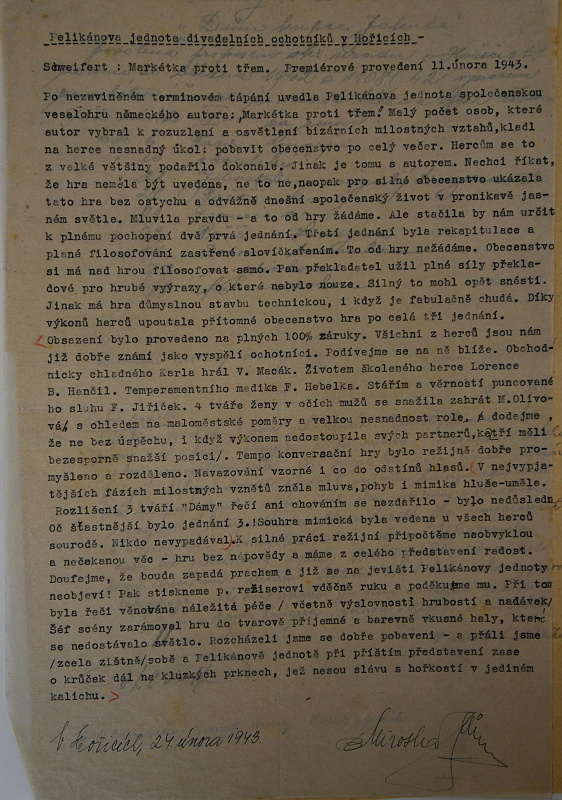 Pelikánova jednota divadelních ochotníků v Hořicích -
Schweifert : Markétka proti třem. Premiérové provedení 11.února 1943.
Po nezaviněném terminovém tápání uvedla Pelikánova jednota společenskou
veselohru německého autora: „Markétka proti třem". Malý počet osob, které
autor vybral k rozuzlení a osvětlení bizárních milostných vztahů,kladl
na herce nesnadný úkol: pobavit obecenstvo po celý večer. Hercům se to
z velké většiny podařilo dokonale. Jinak je tomu s autorem. Nechci říkat,
že hra neměla být uvedena, ne to ne,naopak pro silné obecenstvo ukázala
tato hra bez ostychu a odvážně dnešní společenský život v pronikavě jas-
ném světle. Mluvila pravdu - a to od hry žádáme. Ale stačila by nám určitě
k plnému pochopení dvě prvá jednání. Třetí jednání byla rekapitulace a
plané filosofování zastřené slovíčkařením. To od hry nežádáme. Obecenstvo
si má nad hrou filosofovat samo. Pan překladatel užil plné síly překla-
dové pro hrubé výrazy, o které nebylo nouze. Silný to mohl opět snésti.
Jinak má hra důmyslnou stavbu technickou, i když je fabulačně chudá. Díky
výkonů herců upoutala přítomné obecenstvo hra po celá tři jednání.
Obsazení bylo provedeno na plných 100% záruky. Všichni z herců jsou nám
již dobře známí jako vyspělí ochotníci. Podívejme se na ně blíže. Obchod-
nicky chladného Karla hrál V. Macák. Životem školeného herce Lorence
B. Hančil. Temperamentního medika F. Hebelka. Stářím a věrností puncované
ho sluhu F. Jiříček. 4 tváře ženy v očích mužů se snažila zahrát M.Olivo-
vá/ s ohledem na maloměstské poměry a velkou nesnadnost role, dodejme ,
že ne bez úspěchu, i když výkonem nedostoupila svých partnerů,kteří měli
bezesporně snažší posici/. Tempo konversační hry bylo režijně dobře pro-
myšleno a rozděleno. Navazování vzorné i co do odstínů hlasů. V nejvypja-
tějších fázích milostných vznětů zněla mluva,pohyb i mimika hluše-uměle.
Rozlišení 3 tváří "Dámy" řečí ani chováním se nezdařilo - bylo nedůsledné
Oč šťastnější bylo jednání 3.!Souhra mimická byla vedena u všech herců
sourodě. Nikdo nevypadával.K silné práci režijní připočtěme neobvyklou
a nečekanou věc - hru bez nápovědy a máme z celého představení radost.
Doufejme, že bouda zapadá prachem a již se na jevišti Pelikánovy jednoty
neobjeví! Pak stiskneme p. režiserovi vděčně ruku a poděkujeme mu. Při tom
byla řeči věnována náležitá péče / včetně výslovnosti hrubostí a nadávek/
Šéf scény zarámoval hru do tvarově příjemné a barevně vkusné haly, které
se nedostávalo světlo. Rozcházeli jsme se dobře pobaveni - a přáli jsme
/zcela zištně/sobě a Pelikánově jednotě při příštím představení zase
o krůček dál na kluzkých prknech, jež nesou slávu s hořkostí v jediném
kalichu.
V Hořicích, 24 února 1943.
Miroslav